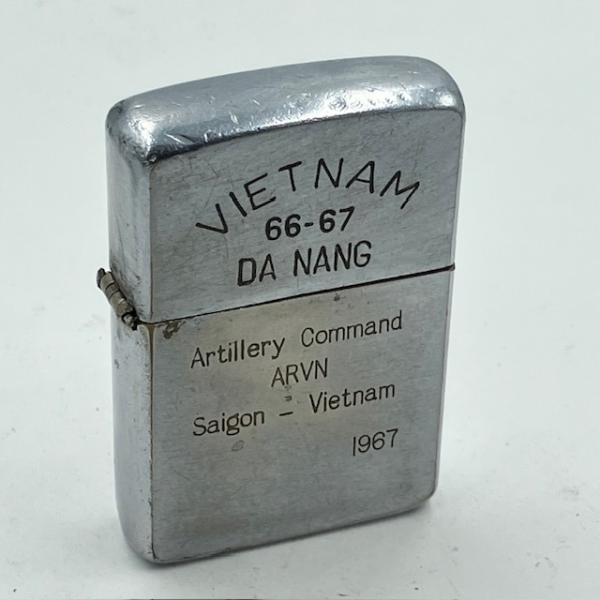 VIETNAM
66-67
DA NANG
Artillery Command
ARVN
Saigon - Vietnam
1967